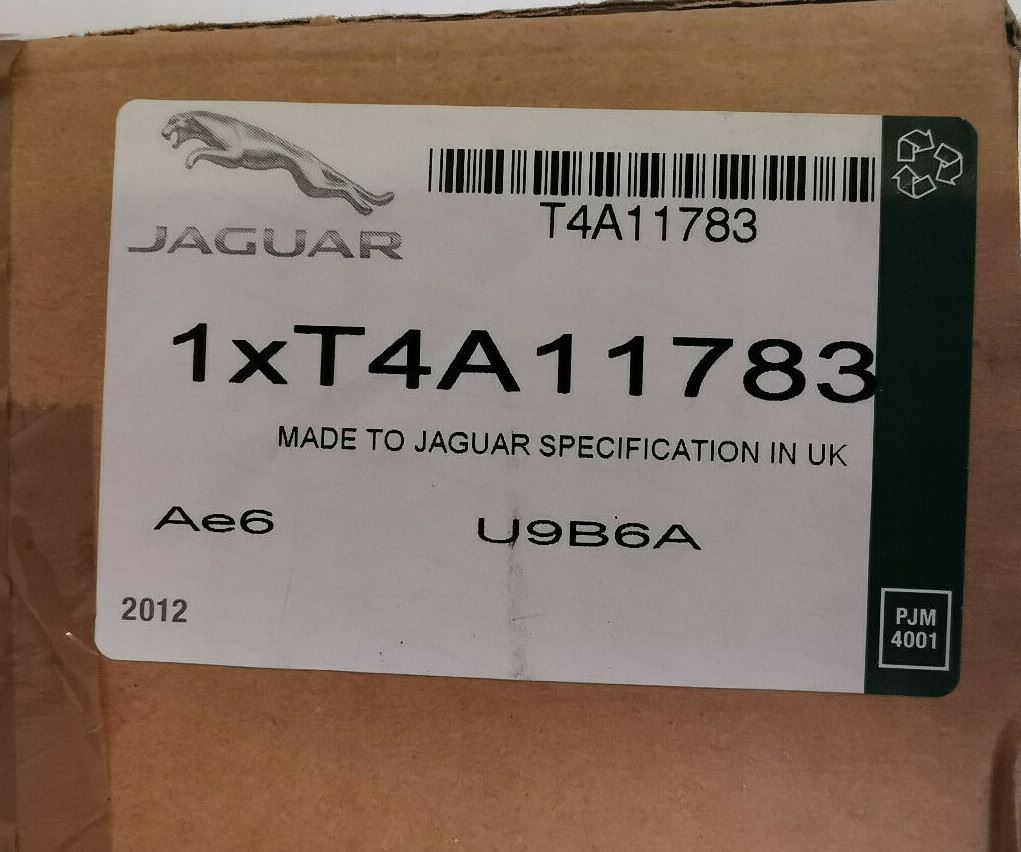 JAGUAR
T4A11783
1xT4A11783
MADE TO JAGUAR SPECIFICATION IN UK
Ae6 U9B6A
2012
PJM
4001